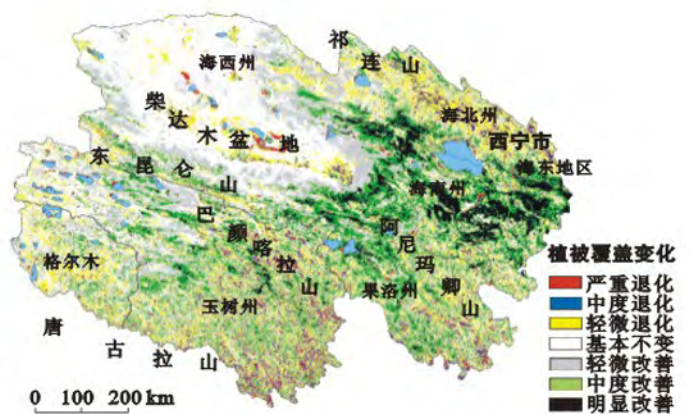 祁连山
海西州
柴达木盆地
海北州
西宁市
海东地区
东昆仑山
海南州
巴颜喀拉山
阿尼玛卿山
格尔木
玉树州
果洛州
唐古拉山
植被覆盖变化
严重退化
中度退化
轻微退化
基本不变
轻微改善
中度改善
明显改善
0 100 200 km